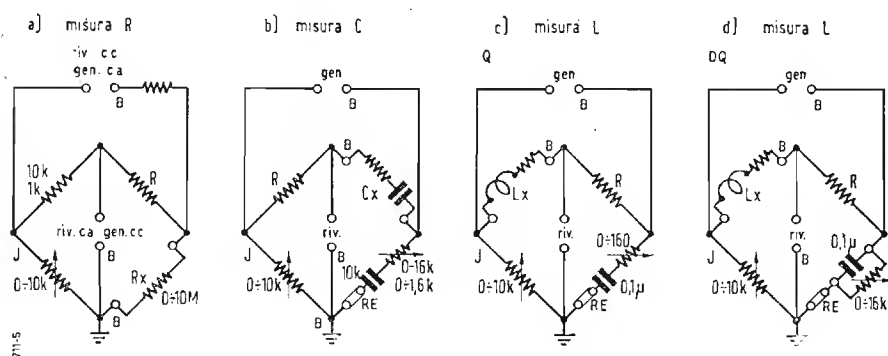 a) misura R
b) misura C
c) misura L
d) misura L
riv cc
gen. ca
B
10k
1k
R
J
riv. ca gen. cc
B
0÷10k
Rx
0÷10M
B
gen
B
B
R
Cx
J
riv.
B
0÷10k
10k
0÷16k
0÷1,6k
RE
B
Q
gen
B
B
Lx
R
J
riv.
0÷160
0÷10k
0,1µ
RE
DQ
gen
B
B
Lx
R
J
riv.
0,1µ
0÷10k
0÷16k
RE
711-5